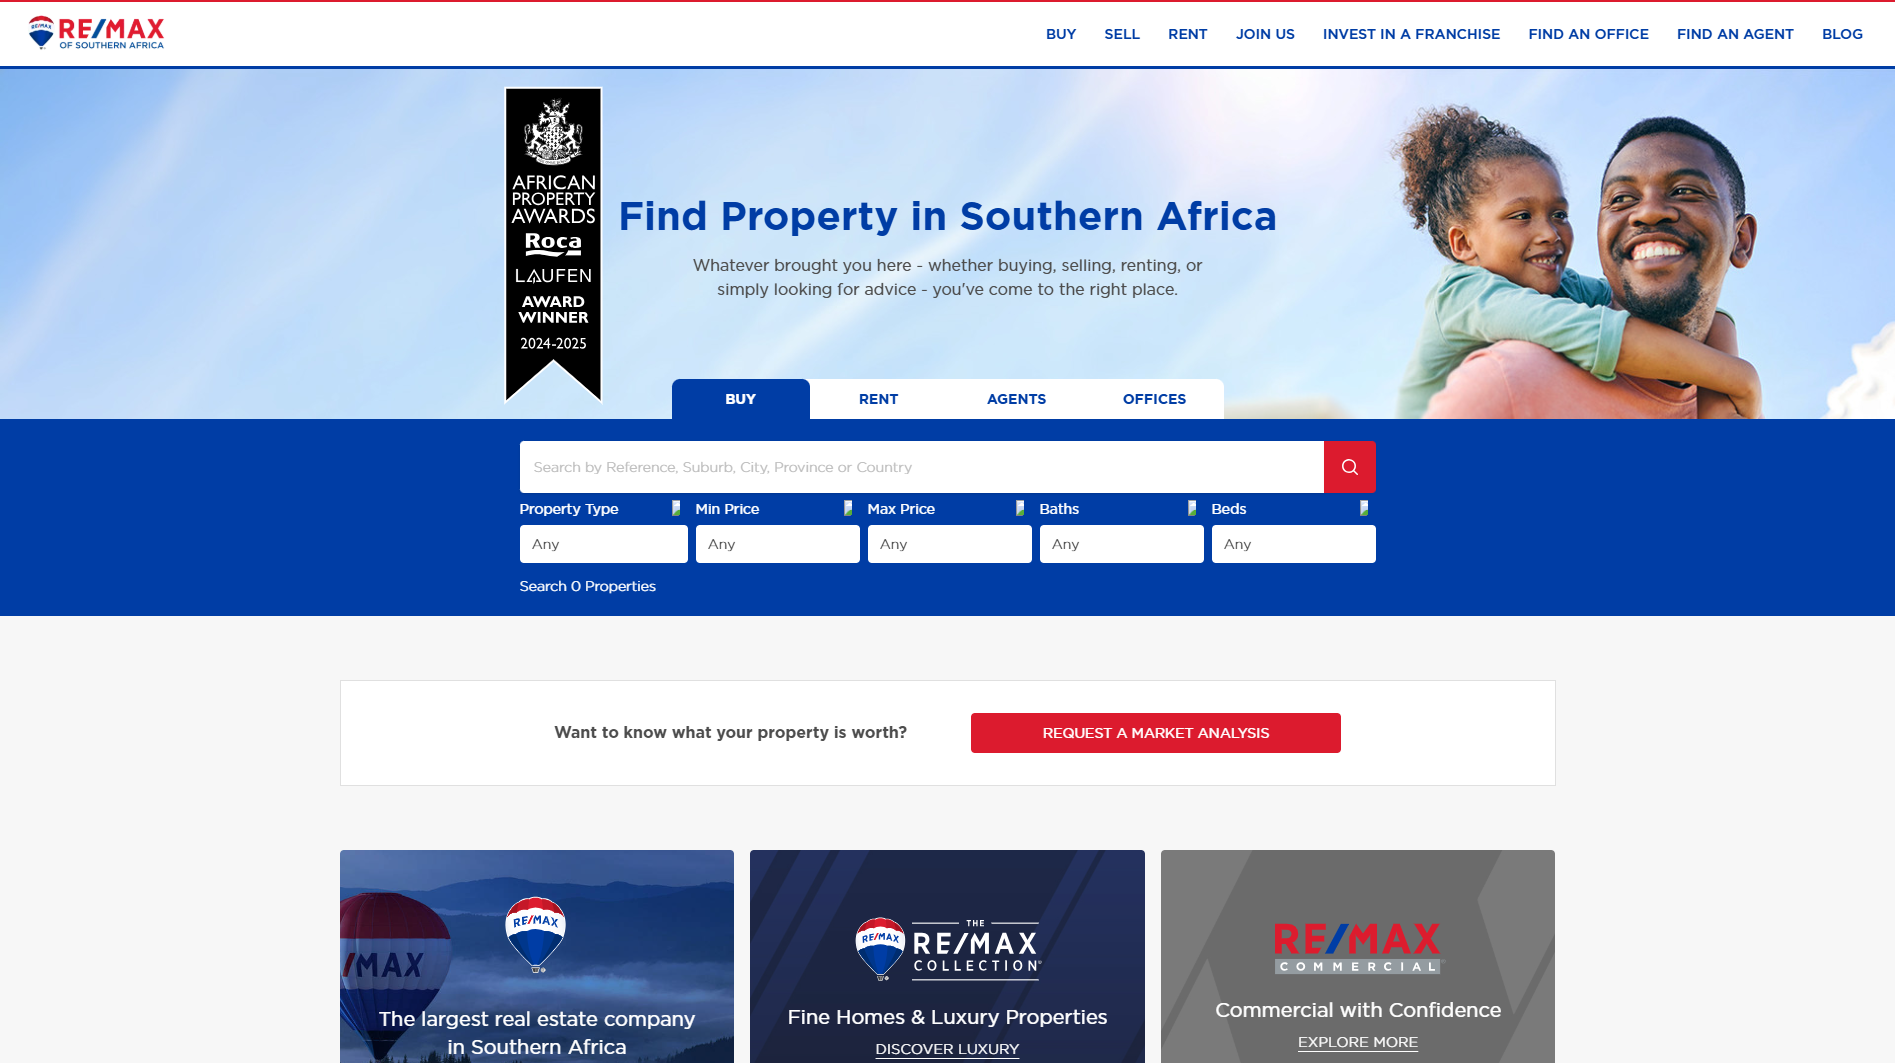 RE/MAX
OF SOUTHERN AFRICA
BUY
SELL
RENT
JOIN US
INVEST IN A FRANCHISE
FIND AN OFFICE
FIND AN AGENT
BLOG
AFRICAN
PROPERTY
AWARDS
Roca
LAUFEN
AWARD
WINNER
2024-2025
Find Property in Southern Africa
Whatever brought you here - whether buying, selling, renting, or
simply looking for advice - you've come to the right place.
BUY
RENT
AGENTS
OFFICES
Search by Reference, Suburb, City, Province or Country
Property Type
Min Price
Max Price
Baths
Beds
Any
Any
Any
Any
Any
Search 0 Properties
Want to know what your property is worth?
REQUEST A MARKET ANALYSIS
RE/MAX
/MAX
The largest real estate company
in Southern Africa
RE/MAX
THE
RE/MAX
COLLECTION
Fine Homes & Luxury Properties
DISCOVER LUXURY
RE/MAX
COMMERCIAL
Commercial with Confidence
EXPLORE MORE